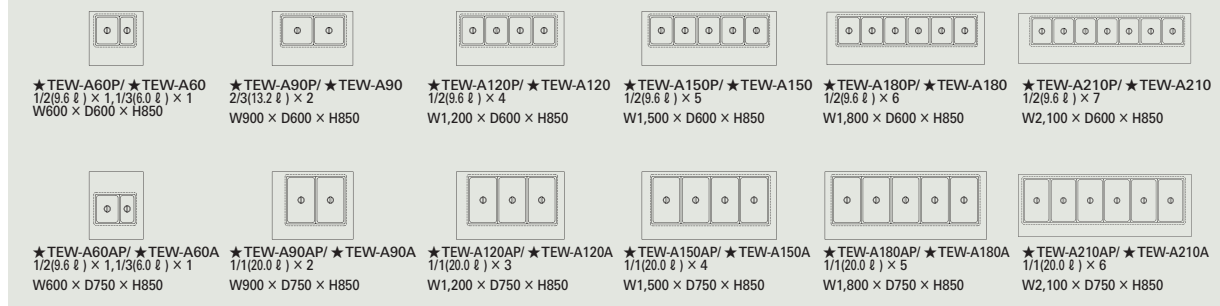 ★TEW-A60P/ ★TEW-A60
1/2(9.6 ℓ ) × 1,1/3(6.0 ℓ ) × 1
W600 × D600 × H850
★TEW-A90P/ ★TEW-A90
2/3(13.2 ℓ ) × 2
W900 × D600 × H850
★TEW-A120P/ ★TEW-A120
1/2(9.6 ℓ ) × 4
W1,200 × D600 × H850
★TEW-A150P/ ★TEW-A150
1/2(9.6 ℓ ) × 5
W1,500 × D600 × H850
★TEW-A180P/ ★TEW-A180
1/2(9.6 ℓ ) × 6
W1,800 × D600 × H850
★TEW-A210P/ ★TEW-A210
1/2(9.6 ℓ ) × 7
W2,100 × D600 × H850
★TEW-A60AP/ ★TEW-A60A
1/2(9.6 ℓ ) × 1,1/3(6.0 ℓ ) × 1
W600 × D750 × H850
★TEW-A90AP/ ★TEW-A90A
1/1(20.0 ℓ ) × 2
W900 × D750 × H850
★TEW-A120AP/ ★TEW-A120A
1/1(20.0 ℓ ) × 3
W1,200 × D750 × H850
★TEW-A150AP/ ★TEW-A150A
1/1(20.0 ℓ ) × 4
W1,500 × D750 × H850
★TEW-A180AP/ ★TEW-A180A
1/1(20.0 ℓ ) × 5
W1,800 × D750 × H850
★TEW-A210AP/ ★TEW-A210A
1/1(20.0 ℓ ) × 6
W2,100 × D750 × H850